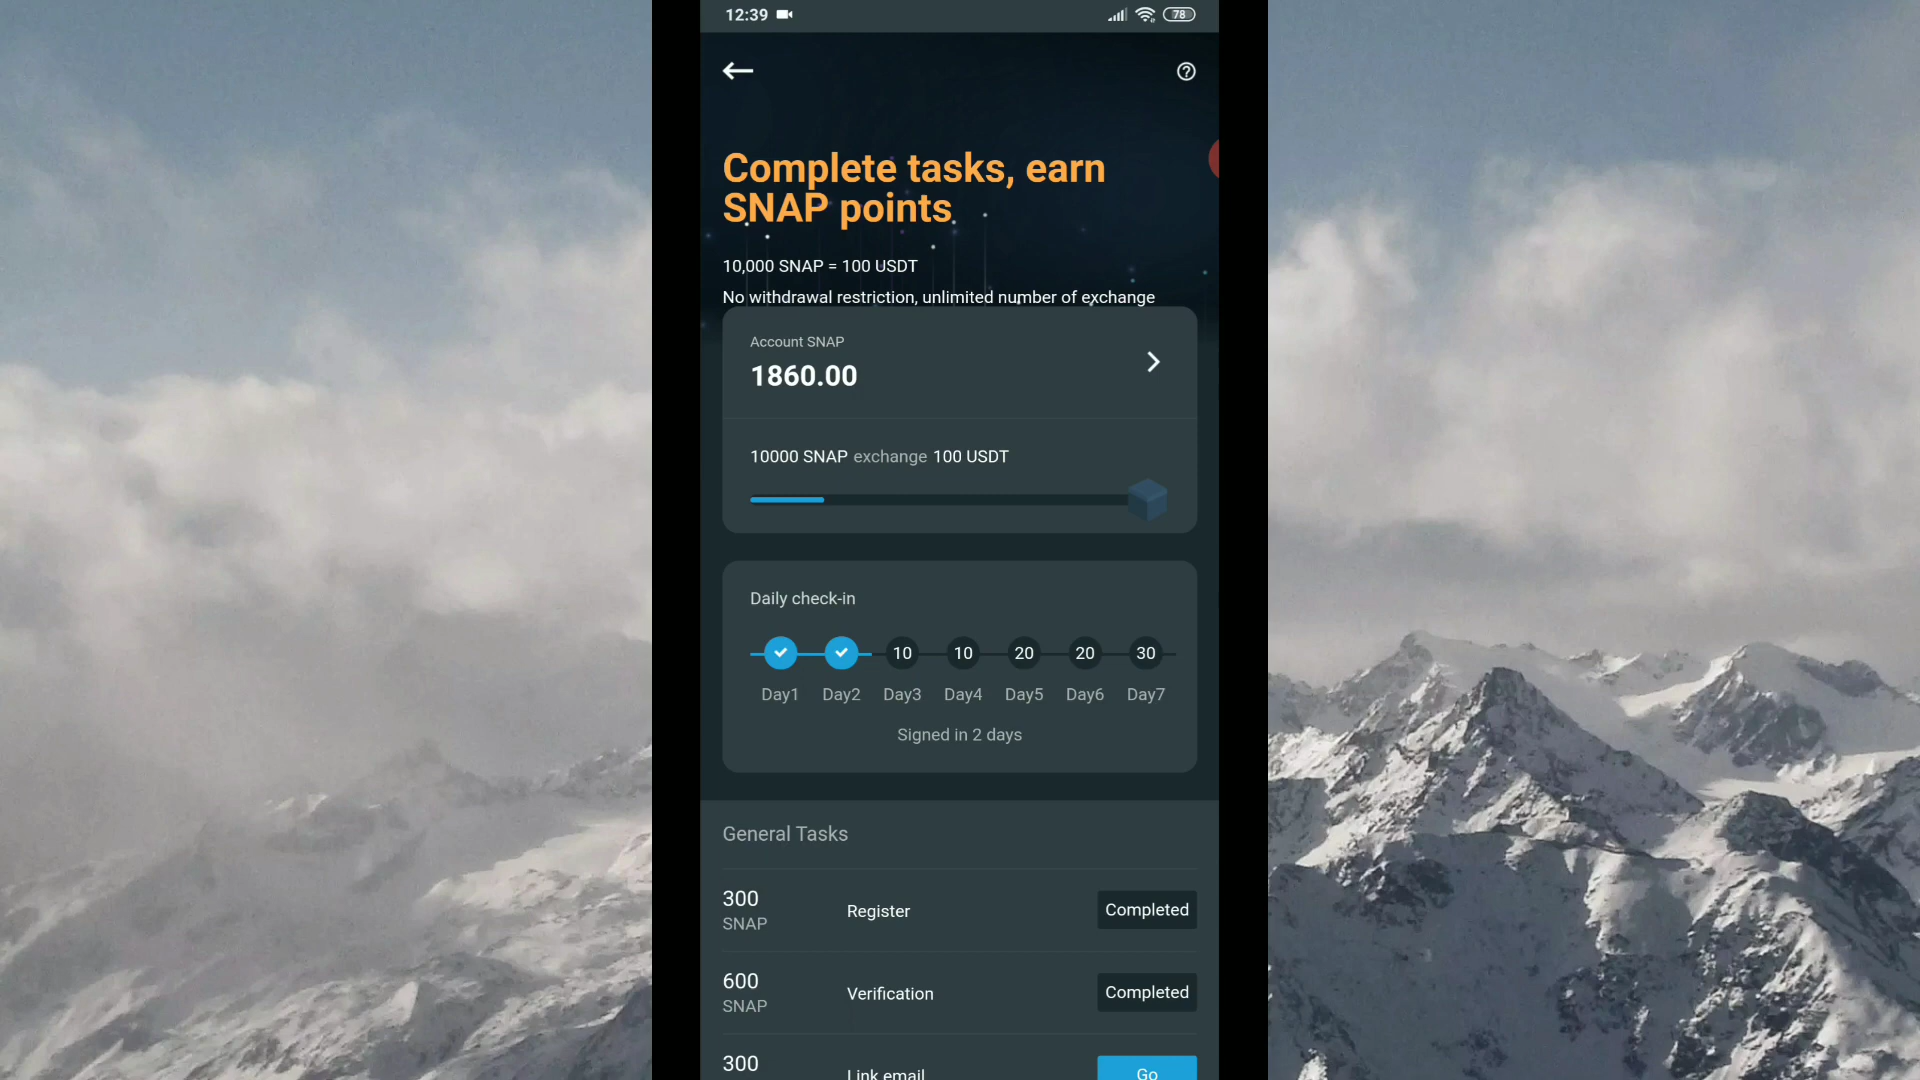 12:39
78
Complete tasks, earn
SNAP points
10,000 SNAP = 100 USDT
No withdrawal restriction, unlimited number of exchange
Account SNAP
1860.00
10000 SNAP exchange 100 USDT
Daily check-in
10 10 20 20 30
Day1 Day2 Day3 Day4 Day5 Day6 Day7
Signed in 2 days
General Tasks
300
SNAP
Register
Completed
600
SNAP
Verification
Completed
300
Link email
Go